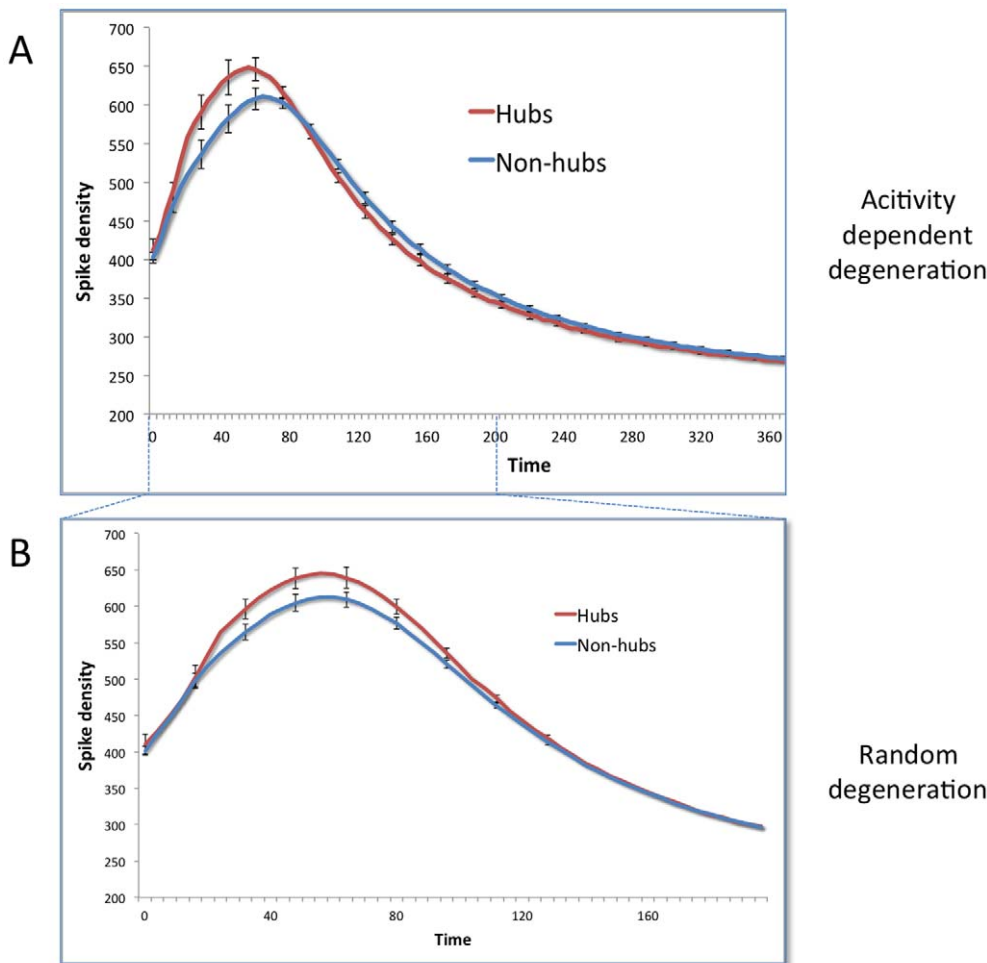 A
700
650
600
550
500
450
400
350
300
250
200
Spike density
Hubs
Non-hubs
0 40 80 120 160 200 240 280 320 360
Time
Acitivity
dependent
degeneration
B
700
650
600
550
500
450
400
350
300
250
200
Spike density
Hubs
Non-hubs
0 40 80 120 160
Time
Random
degeneration